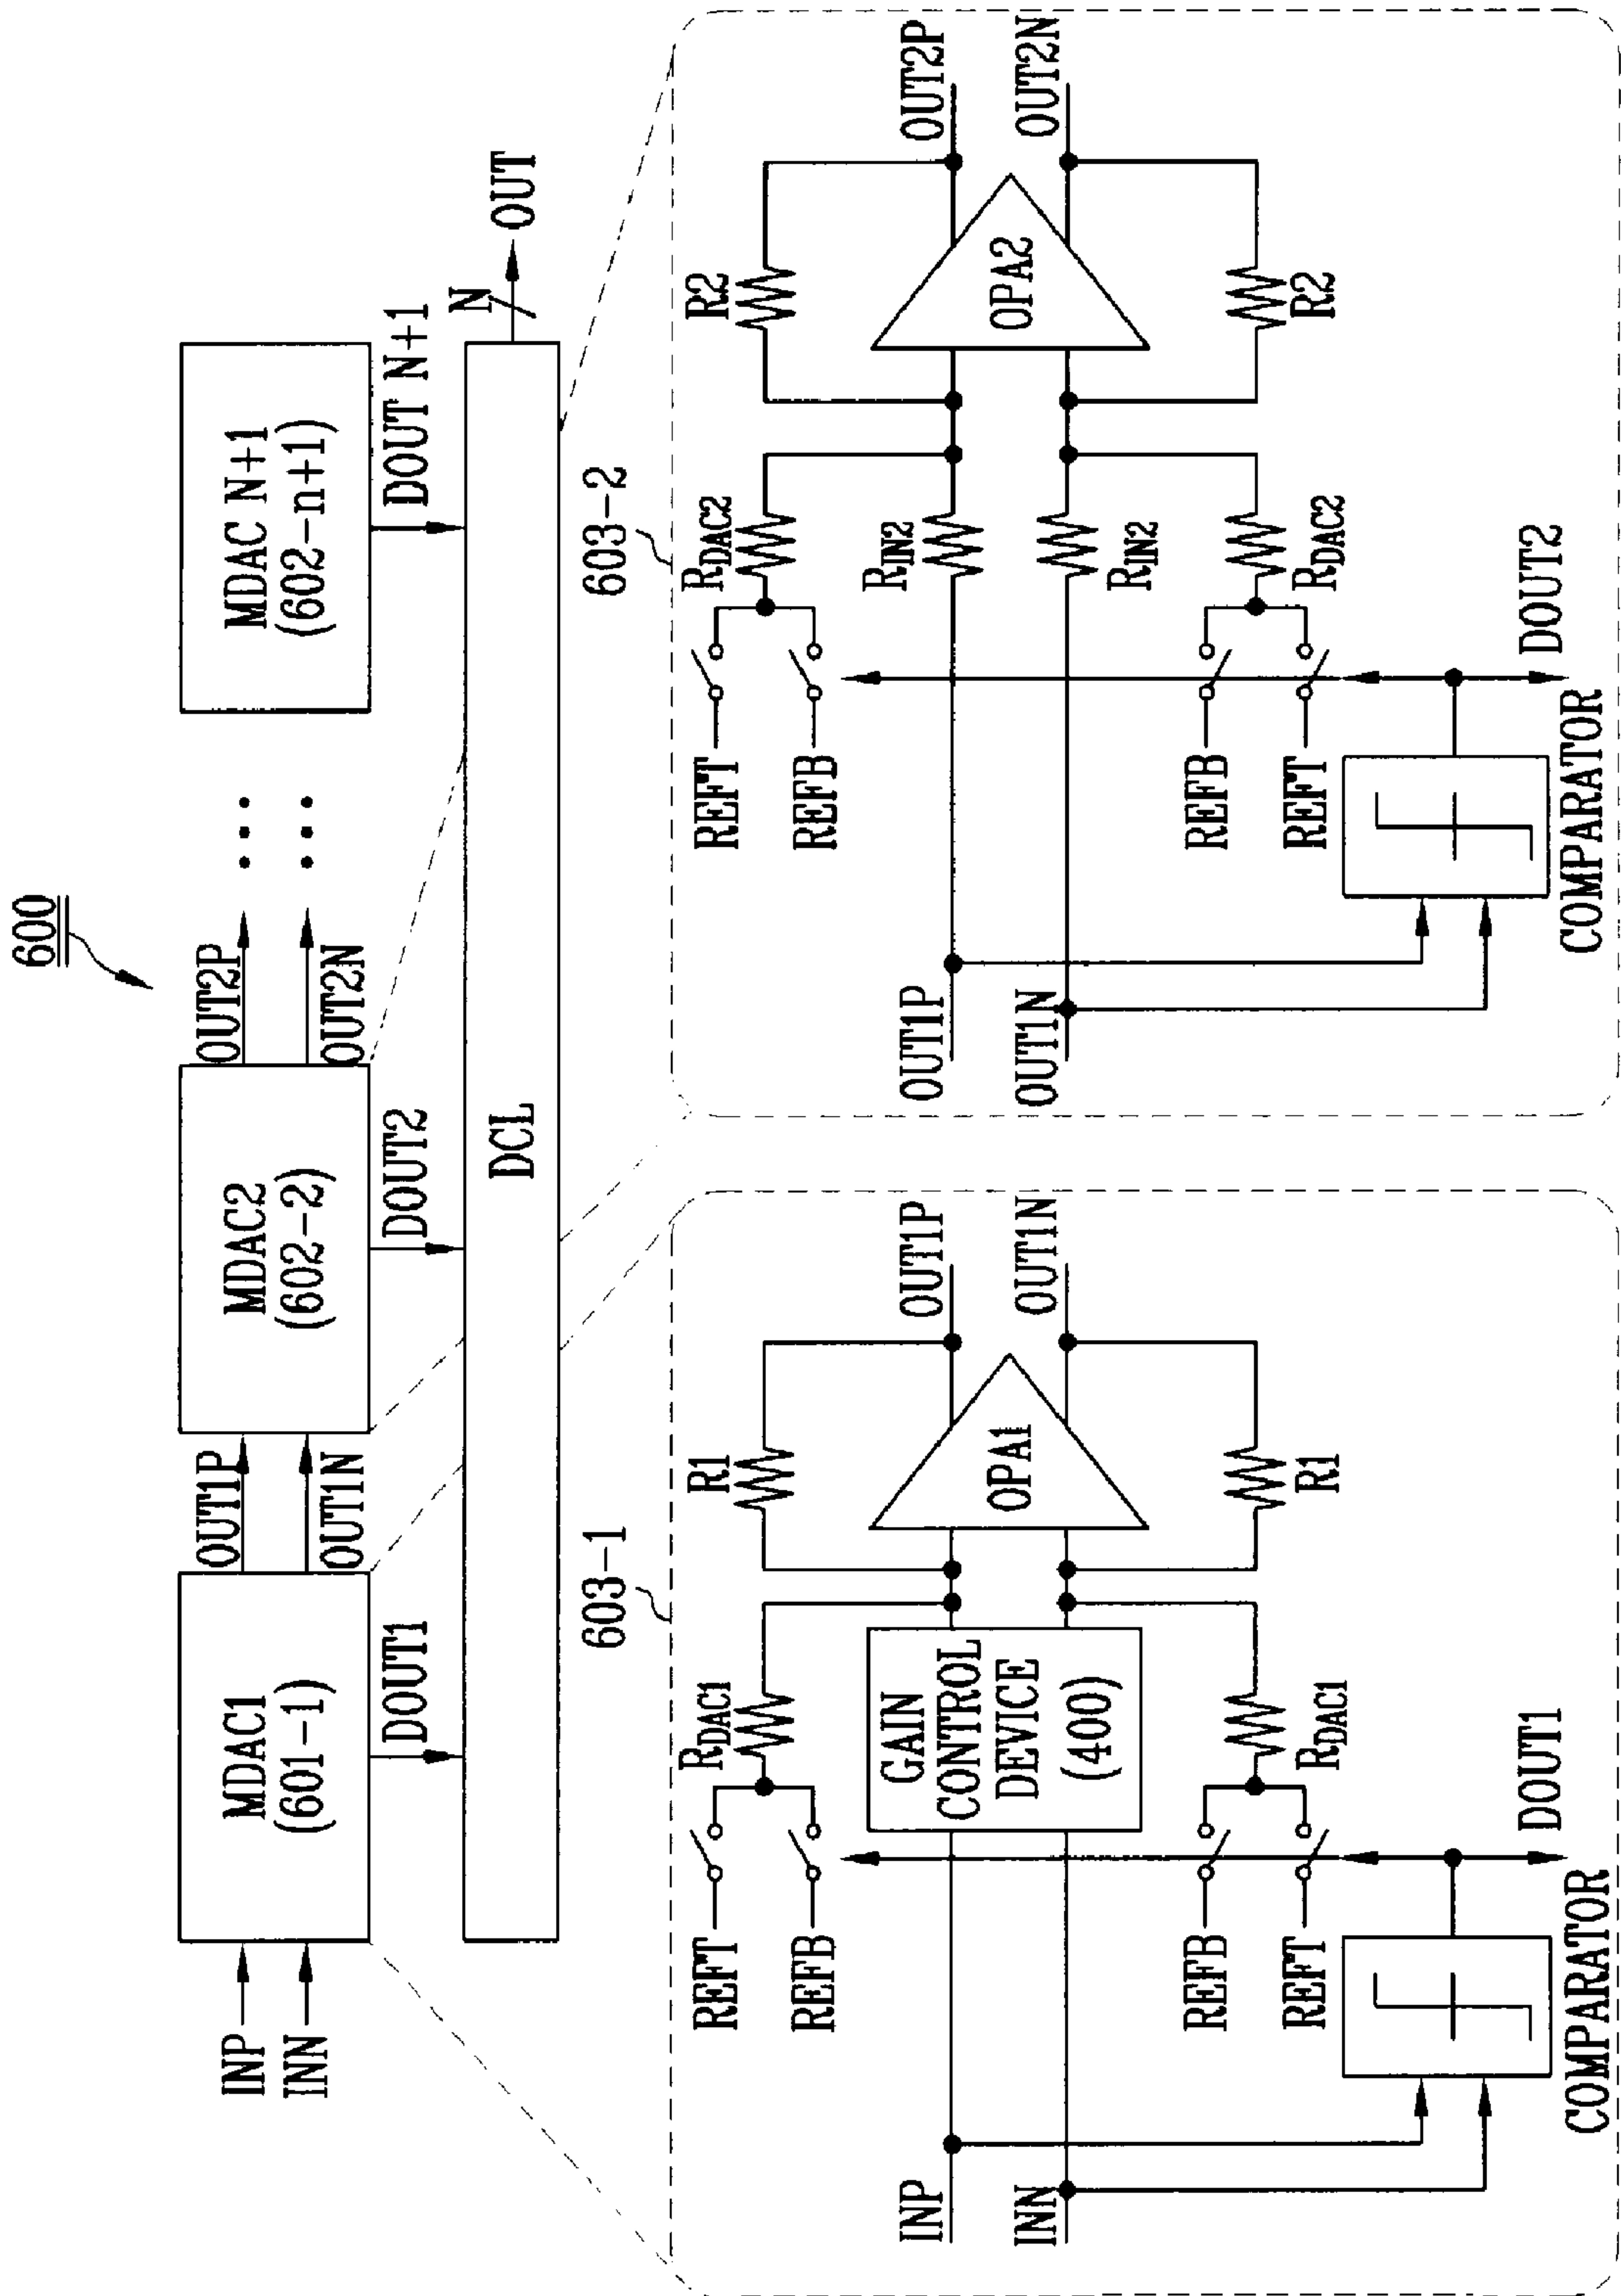 600
INP
INN
MDAC1
(601-1)
OUT1P
OUT1N
MDAC2
(602-2)
OUT2P
OUT2N
MDAC N+1
(602-n+1)
DOUT1
DOUT2
DOUT N+1
DCL
N
OUT
603-1
REFT
REFB
RDAC1
R1
INP
INN
GAIN
CONTROL
DEVICE
(400)
OPA1
OUT1P
OUT1N
REFB
REFT
RDAC1
R1
COMPARATOR
DOUT1
603-2
REFT
REFB
RDAC2
R2
OUT1P
OUT1N
RIN2
RIN2
OPA2
OUT2P
OUT2N
REFB
REFT
RDAC2
R2
COMPARATOR
DOUT2